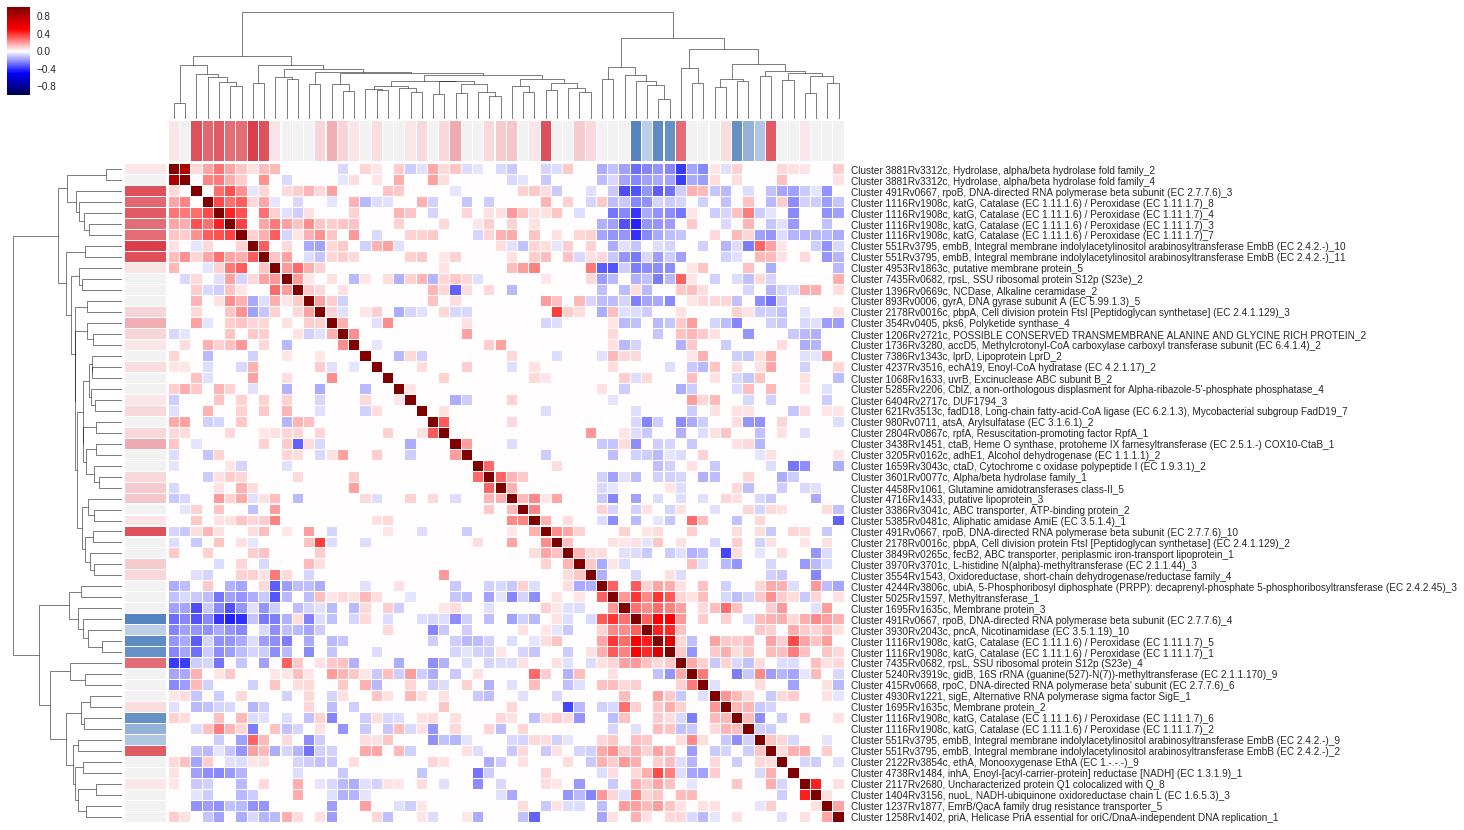 0.8
0.4
0.0
−0.4
−0.8
Cluster 3881Rv3312c, Hydrolase, alpha/beta hydrolase fold family_2
Cluster 3881Rv3312c, Hydrolase, alpha/beta hydrolase fold family_4
Cluster 491Rv0667, rpoB, DNA-directed RNA polymerase beta subunit (EC 2.7.7.6)_3
Cluster 1116Rv1908c, katG, Catalase (EC 1.11.1.6) / Peroxidase (EC 1.11.1.7)_8
Cluster 1116Rv1908c, katG, Catalase (EC 1.11.1.6) / Peroxidase (EC 1.11.1.7)_4
Cluster 1116Rv1908c, katG, Catalase (EC 1.11.1.6) / Peroxidase (EC 1.11.1.7)_3
Cluster 1116Rv1908c, katG, Catalase (EC 1.11.1.6) / Peroxidase (EC 1.11.1.7)_7
Cluster 551Rv3795, embB, Integral membrane indolylacetylinositol arabinosyltransferase EmbB (EC 2.4.2.-)_10
Cluster 551Rv3795, embB, Integral membrane indolylacetylinositol arabinosyltransferase EmbB (EC 2.4.2.-)_11
Cluster 4953Rv1863c, putative membrane protein_5
Cluster 7435Rv0682, rpsL, SSU ribosomal protein S12p (S23e)_2
Cluster 1396Rv0669c, NCDase, Alkaline ceramidase_2
Cluster 893Rv0006, gyrA, DNA gyrase subunit A (EC 5.99.1.3)_5
Cluster 2178Rv0016c, pbpA, Cell division protein FtsI [Peptidoglycan synthetase] (EC 2.4.1.129)_3
Cluster 354Rv0405, pks6, Polyketide synthase_4
Cluster 1206Rv2721c, POSSIBLE CONSERVED TRANSMEMBRANE ALANINE AND GLYCINE RICH PROTEIN_2
Cluster 1736Rv3280, accD5, Methylcrotonyl-CoA carboxylase carboxyl transferase subunit (EC 6.4.1.4)_2
Cluster 7386Rv1343c, lprD, Lipoprotein LprD_2
Cluster 4237Rv3516, echA19, Enoyl-CoA hydratase (EC 4.2.1.17)_2
Cluster 1068Rv1633, uvrB, Excinuclease ABC subunit B_2
Cluster 5285Rv2206, CblZ, a non-orthologous displasment for Alpha-ribazole-5'-phosphate phosphatase_4
Cluster 6404Rv2717c, DUF1794_3
Cluster 621Rv3513c, fadD18, Long-chain fatty-acid-CoA ligase (EC 6.2.1.3), Mycobacterial subgroup FadD19_7
Cluster 980Rv0711, atsA, Arylsulfatase (EC 3.1.6.1)_2
Cluster 2804Rv0867c, rpfA, Resuscitation-promoting factor RpfA_1
Cluster 3438Rv1451, ctaB, Heme O synthase, protoheme IX farnesyltransferase (EC 2.5.1.-) COX10-CtaB_1
Cluster 3205Rv0162c, adhE1, Alcohol dehydrogenase (EC 1.1.1.1)_2
Cluster 1659Rv3043c, ctaD, Cytochrome c oxidase polypeptide I (EC 1.9.3.1)_2
Cluster 3601Rv0077c, Alpha/beta hydrolase family_1
Cluster 4458Rv1061, Glutamine amidotransferases class-II_5
Cluster 4716Rv1433, putative lipoprotein_3
Cluster 3386Rv3041c, ABC transporter, ATP-binding protein_2
Cluster 5385Rv0481c, Aliphatic amidase AmiE (EC 3.5.1.4)_1
Cluster 491Rv0667, rpoB, DNA-directed RNA polymerase beta subunit (EC 2.7.7.6)_10
Cluster 2178Rv0016c, pbpA, Cell division protein FtsI [Peptidoglycan synthetase] (EC 2.4.1.129)_2
Cluster 3849Rv0265c, fecB2, ABC transporter, periplasmic iron-transport lipoprotein_1
Cluster 3970Rv3701c, L-histidine N(alpha)-methyltransferase (EC 2.1.1.44)_3
Cluster 3554Rv1543, Oxidoreductase, short-chain dehydrogenase/reductase family_4
Cluster 4244Rv3806c, ubiA, 5-Phosphoribosyl diphosphate (PRPP): decaprenyl-phosphate 5-phosphoribosyltransferase (EC 2.4.2.45)_3
Cluster 5025Rv1597, Methyltransferase_1
Cluster 1695Rv1635c, Membrane protein_3
Cluster 491Rv0667, rpoB, DNA-directed RNA polymerase beta subunit (EC 2.7.7.6)_4
Cluster 3930Rv2043c, pncA, Nicotinamidase (EC 3.5.1.19)_10
Cluster 1116Rv1908c, katG, Catalase (EC 1.11.1.6) / Peroxidase (EC 1.11.1.7)_5
Cluster 1116Rv1908c, katG, Catalase (EC 1.11.1.6) / Peroxidase (EC 1.11.1.7)_1
Cluster 7435Rv0682, rpsL, SSU ribosomal protein S12p (S23e)_4
Cluster 5240Rv3919c, gidB, 16S rRNA (guanine(527)-N(7))-methyltransferase (EC 2.1.1.170)_9
Cluster 415Rv0668, rpoC, DNA-directed RNA polymerase beta' subunit (EC 2.7.7.6)_6
Cluster 4930Rv1221, sigE, Alternative RNA polymerase sigma factor SigE_1
Cluster 1695Rv1635c, Membrane protein_2
Cluster 1116Rv1908c, katG, Catalase (EC 1.11.1.6) / Peroxidase (EC 1.11.1.7)_6
Cluster 1116Rv1908c, katG, Catalase (EC 1.11.1.6) / Peroxidase (EC 1.11.1.7)_2
Cluster 551Rv3795, embB, Integral membrane indolylacetylinositol arabinosyltransferase EmbB (EC 2.4.2.-)_9
Cluster 551Rv3795, embB, Integral membrane indolylacetylinositol arabinosyltransferase EmbB (EC 2.4.2.-)_2
Cluster 2122Rv3854c, ethA, Monooxygenase EthA (EC 1.-.-.-)_9
Cluster 4738Rv1484, inhA, Enoyl-[acyl-carrier-protein] reductase [NADH] (EC 1.3.1.9)_1
Cluster 2117Rv2680, Uncharacterized protein Q1 colocalized with Q_8
Cluster 1404Rv3156, nuoL, NADH-ubiquinone oxidoreductase chain L (EC 1.6.5.3)_3
Cluster 1237Rv1877, EmrB/QacA family drug resistance transporter_5
Cluster 1258Rv1402, priA, Helicase PriA essential for oriC/DnaA-independent DNA replication_1